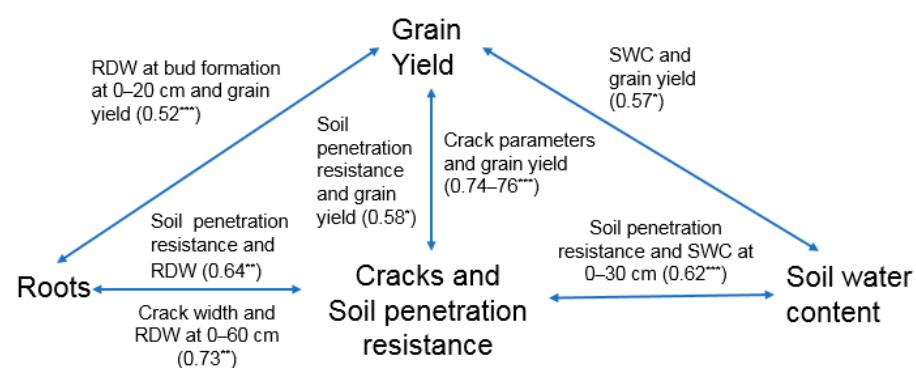 Grain
Yield
RDW at bud formation
at 0–20 cm and grain
yield (0.52***)
SWC and
grain yield
(0.57*)
Soil
penetration
resistance
and grain
yield (0.58*)
Crack parameters
and grain yield
(0.74–76***)
Soil penetration
resistance and
RDW (0.64**)
Soil penetration
resistance and SWC at
0–30 cm (0.62***)
Roots
Cracks and
Soil penetration
resistance
Soil water
content
Crack width and
RDW at 0–60 cm
(0.73**)